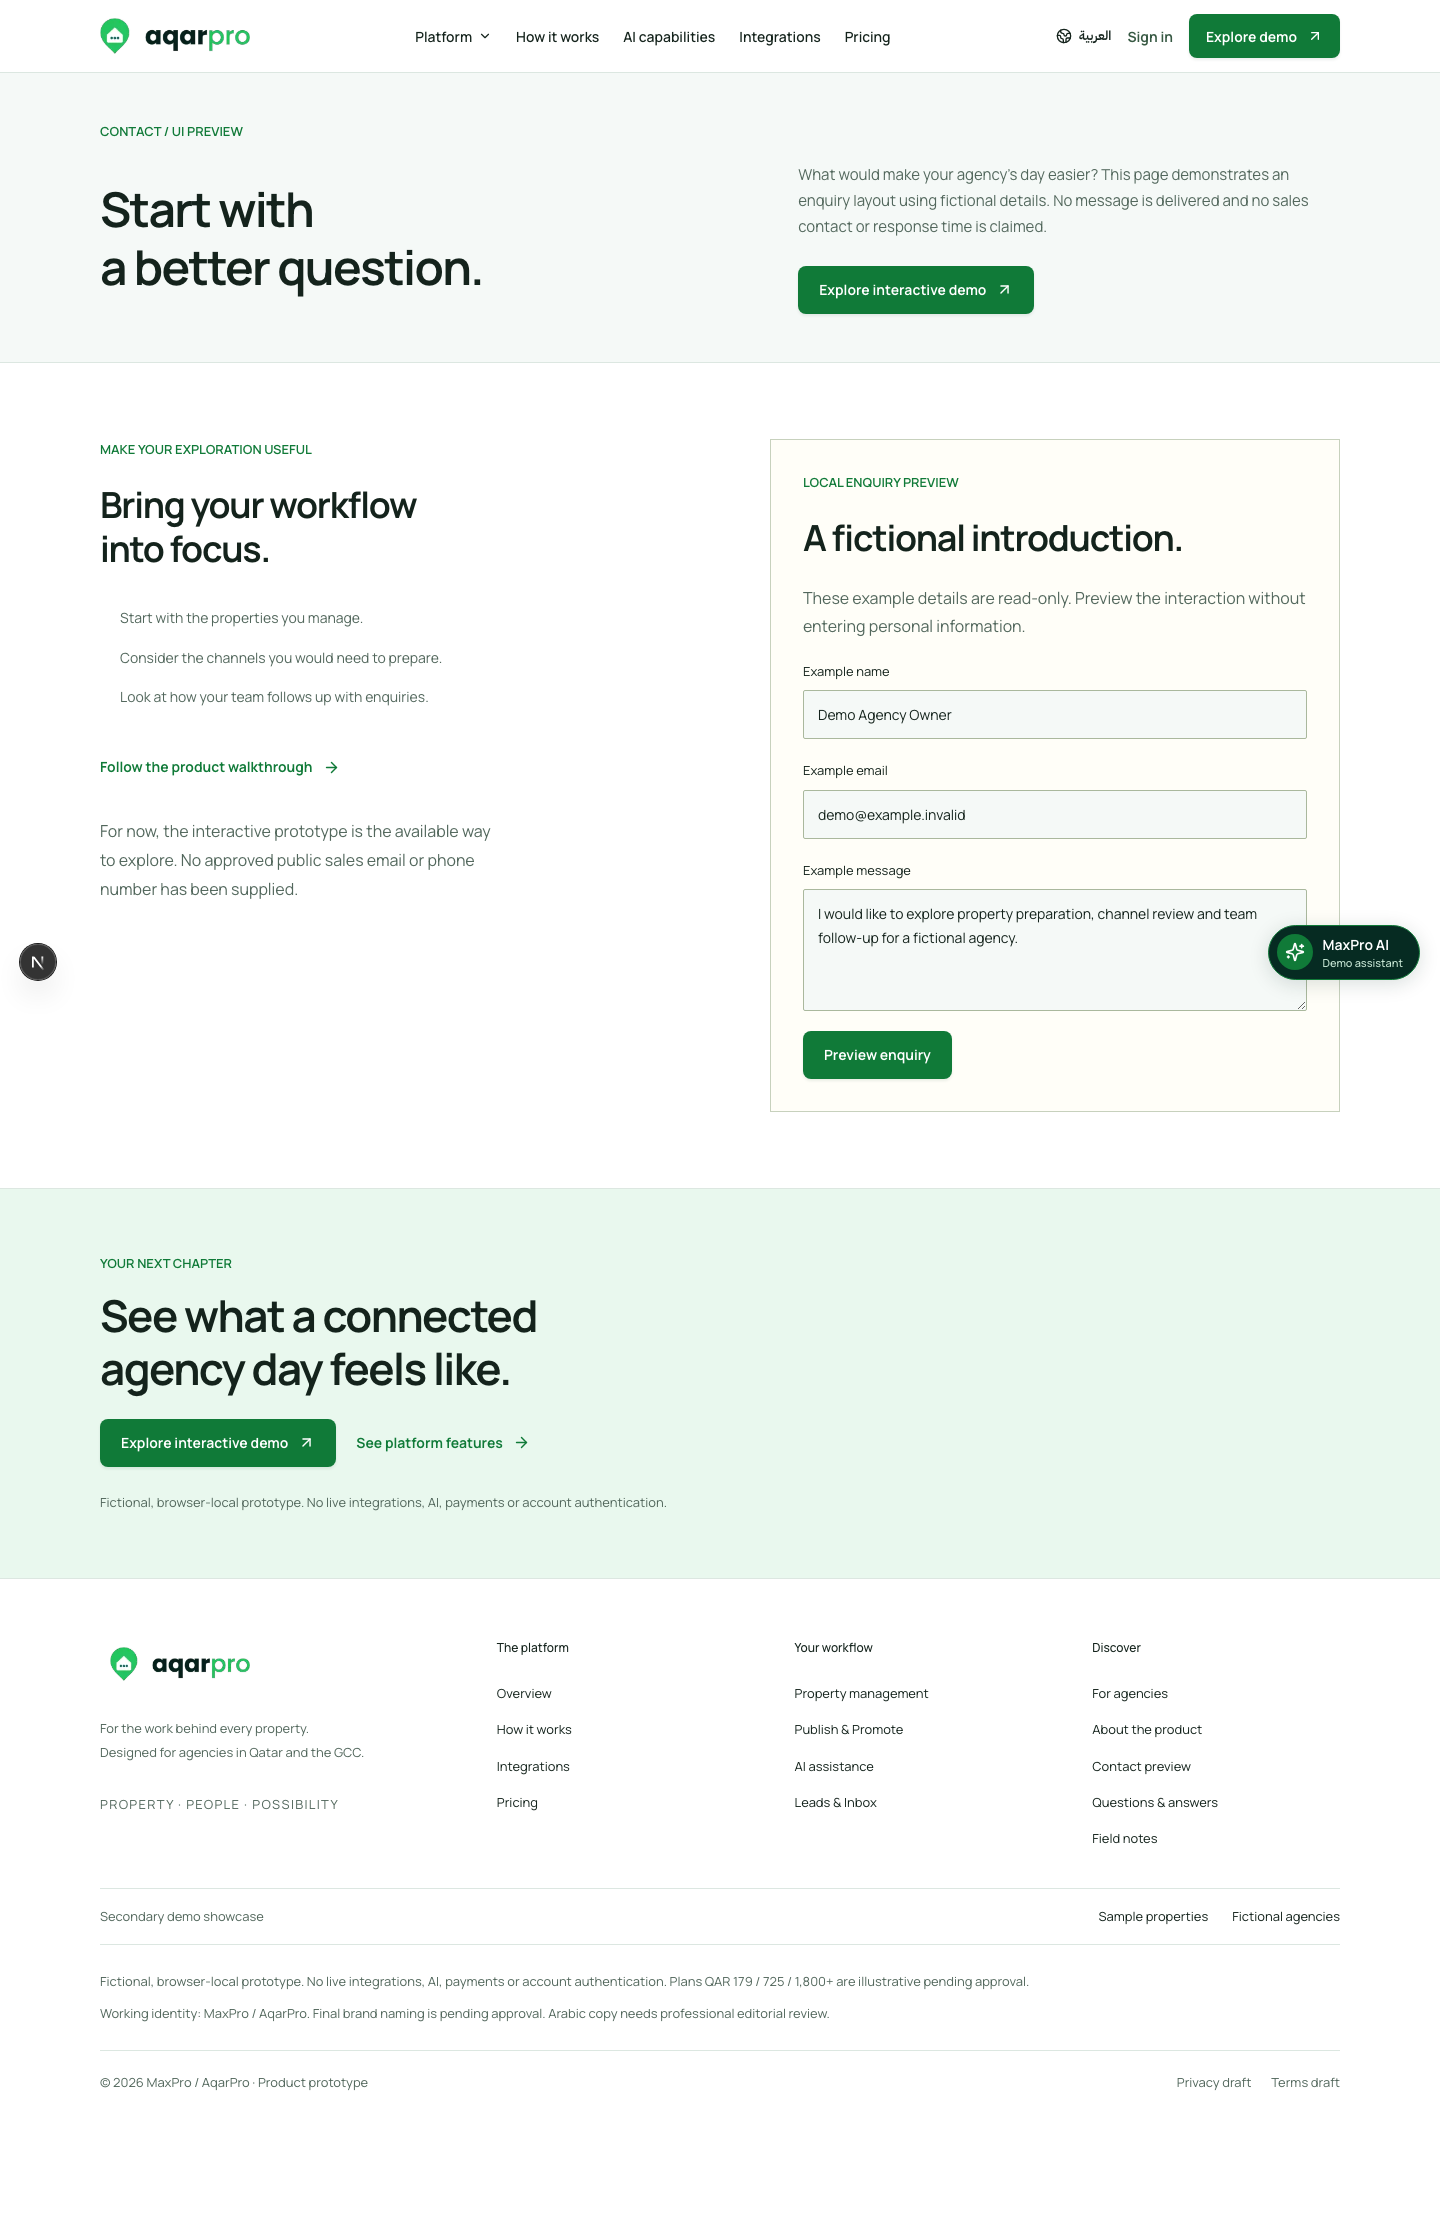 aqarpro
Platform
How it works
AI capabilities
Integrations
Pricing
العربية
Sign in
Explore demo
CONTACT / UI PREVIEW
Start with
a better question.
What would make your agency's day easier? This page demonstrates an
enquiry layout using fictional details. No message is delivered and no sales
contact or response time is claimed.
Explore interactive demo
MAKE YOUR EXPLORATION USEFUL
Bring your workflow
into focus.
Start with the properties you manage.
Consider the channels you would need to prepare.
Look at how your team follows up with enquiries.
Follow the product walkthrough
For now, the interactive prototype is the available way
to explore. No approved public sales email or phone
number has been supplied.
LOCAL ENQUIRY PREVIEW
A fictional introduction.
These example details are read-only. Preview the interaction without
entering personal information.
Example name
Demo Agency Owner
Example email
demo@example.invalid
Example message
I would like to explore property preparation, channel review and team
follow-up for a fictional agency.
Preview enquiry
N
MaxPro AI
Demo assistant
YOUR NEXT CHAPTER
See what a connected
agency day feels like.
Explore interactive demo
See platform features
Fictional, browser-local prototype. No live integrations, AI, payments or account authentication.
aqarpro
For the work behind every property.
Designed for agencies in Qatar and the GCC.
PROPERTY · PEOPLE · POSSIBILITY
The platform
Overview
How it works
Integrations
Pricing
Your workflow
Property management
Publish & Promote
AI assistance
Leads & Inbox
Discover
For agencies
About the product
Contact preview
Questions & answers
Field notes
Secondary demo showcase
Sample properties
Fictional agencies
Fictional, browser-local prototype. No live integrations, AI, payments or account authentication. Plans QAR 179 / 725 / 1,800+ are illustrative pending approval.
Working identity: MaxPro / AqarPro. Final brand naming is pending approval. Arabic copy needs professional editorial review.
© 2026 MaxPro / AqarPro · Product prototype
Privacy draft
Terms draft